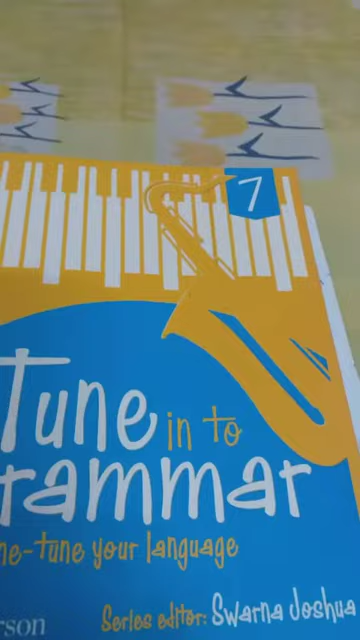 7
Tune in to
rammar
ne-tune your language
Series editor: Swarna Joshua
rson